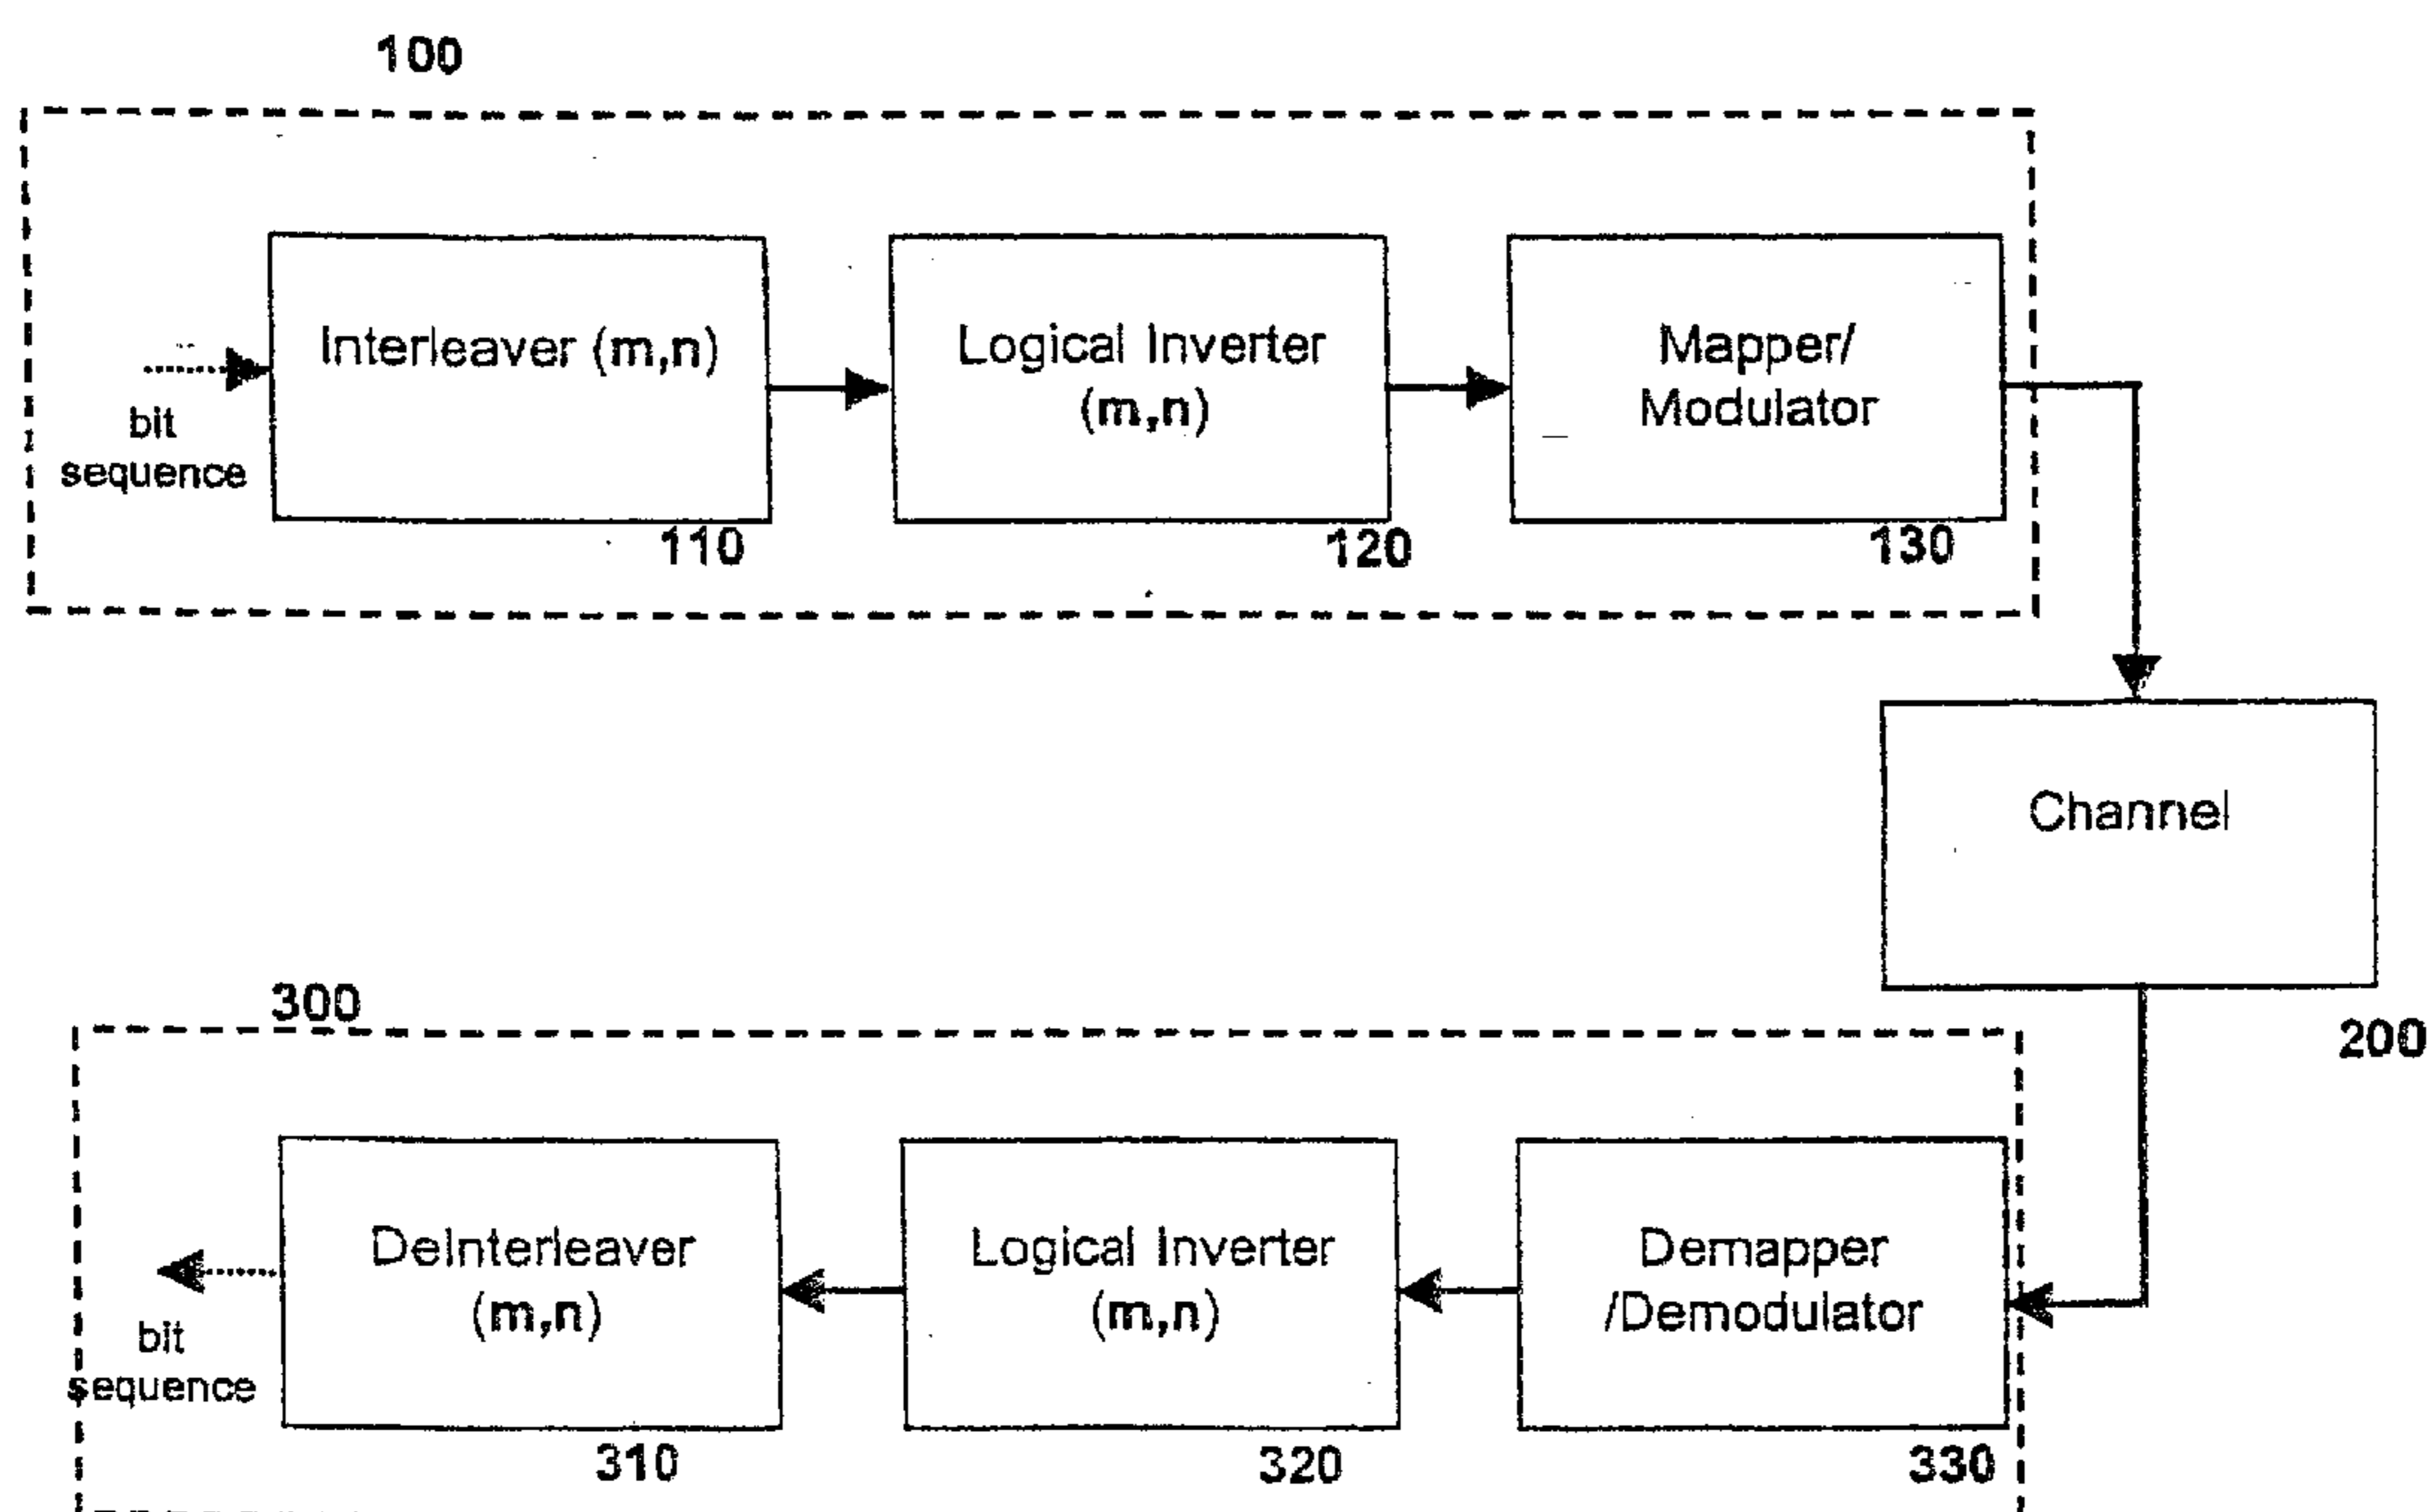 100
Interleaver (m,n)
Logical Inverter
(m,n)
Mapper/
Modulator
bit
sequence
110
120
130
Channel
200
300
DeInterleaver
(m,n)
Logical Inverter
(m,n)
Demapper
/Demodulator
bit
sequence
310
320
330